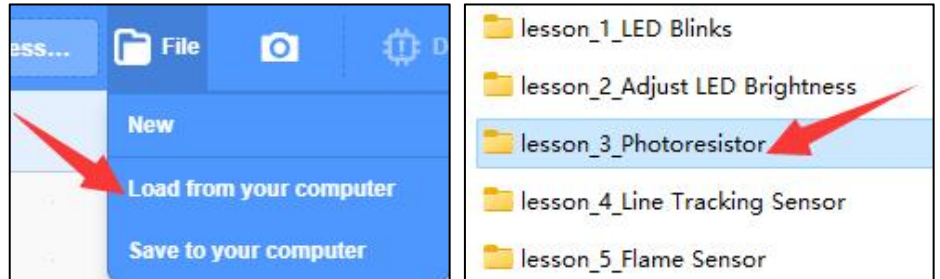 ess...
File
D
New
Load from your computer
Save to your computer
lesson_1_LED Blinks
lesson_2_Adjust LED Brightness
lesson_3_Photoresistor
lesson_4_Line Tracking Sensor
lesson_5_Flame Sensor